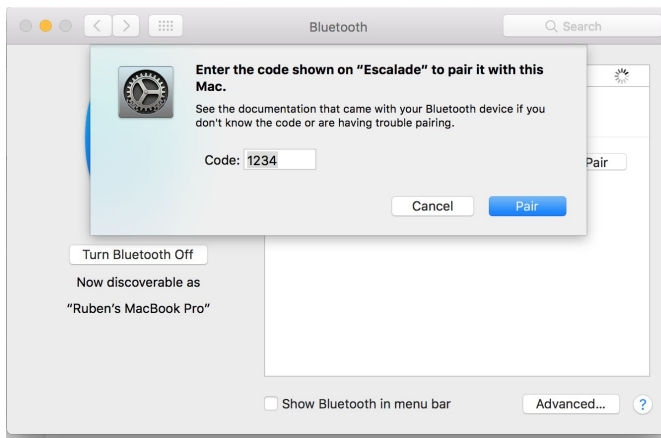 Bluetooth
Search
Enter the code shown on “Escalade” to pair it with this
Mac.
See the documentation that came with your Bluetooth device if you
don't know the code or are having trouble pairing.
Code: 1234
Pair
Cancel
Pair
Turn Bluetooth Off
Now discoverable as
“Ruben’s MacBook Pro”
Show Bluetooth in menu bar
Advanced...
?